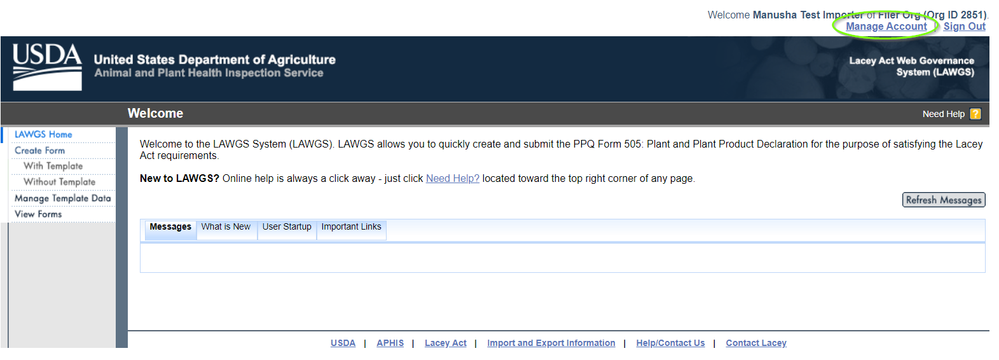 Welcome Manusha Test Importer of Filer Org (Org ID 2851).
Manage Account | Sign Out
USDA
United States Department of Agriculture
Animal and Plant Health Inspection Service
Lacey Act Web Governance
System (LAWGS)
Welcome
Need Help ?
LAWGS Home
Create Form
With Template
Without Template
Manage Template Data
View Forms
Welcome to the LAWGS System (LAWGS). LAWGS allows you to quickly create and submit the PPQ Form 505: Plant and Plant Product Declaration for the purpose of satisfying the Lacey
Act requirements.
New to LAWGS? Online help is always a click away - just click Need Help? located toward the top right corner of any page.
Refresh Messages
Messages What is New User Startup Important Links
USDA | APHIS | Lacey Act | Import and Export Information | Help/Contact Us | Contact Lacey